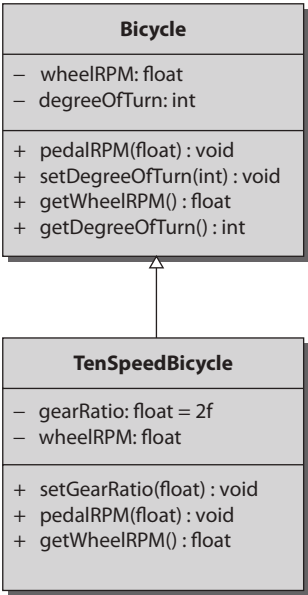 Bicycle
– wheelRPM: float
– degreeOfTurn: int
+ pedalRPM(float) : void
+ setDegreeOfTurn(int) : void
+ getWheelRPM() : float
+ getDegreeOfTurn() : int
TenSpeedBicycle
– gearRatio: float = 2f
– wheelRPM: float
+ setGearRatio(float) : void
+ pedalRPM(float) : void
+ getWheelRPM() : float